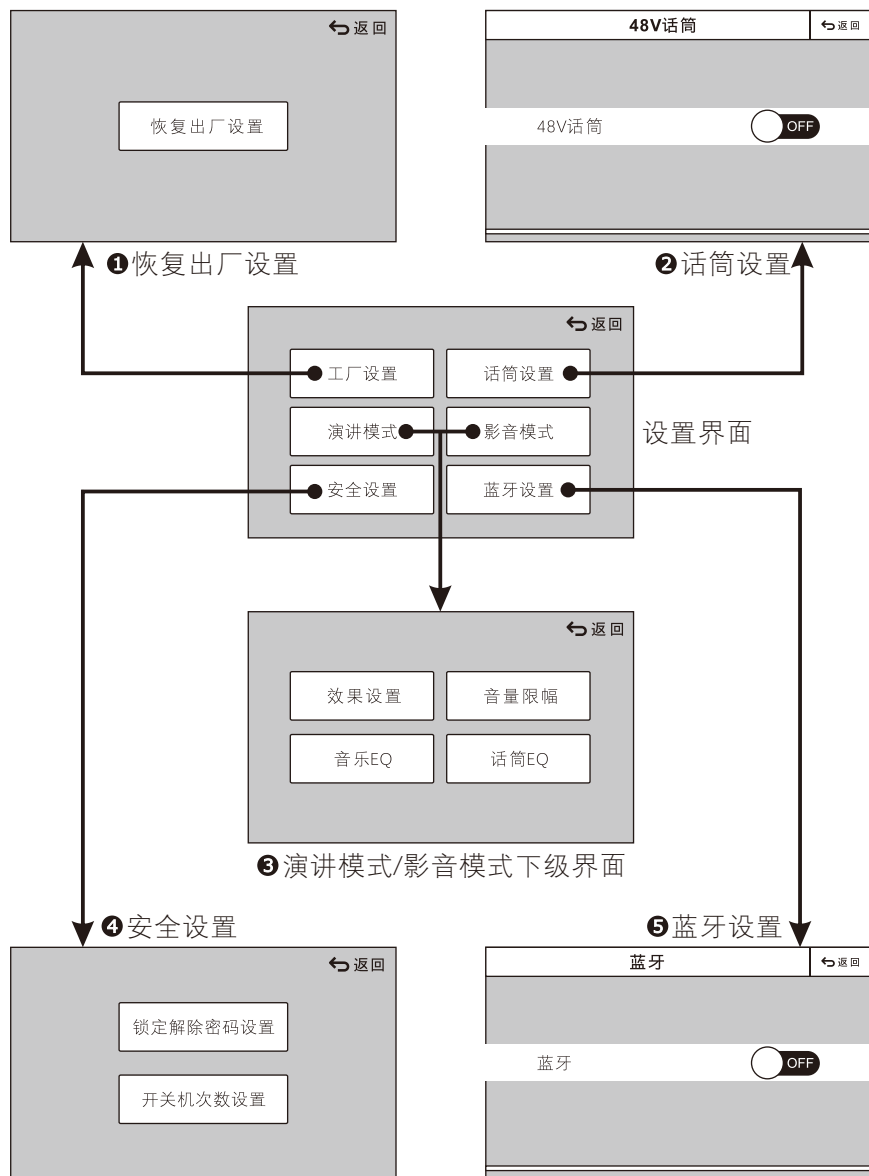 返回
恢复出厂设置
48V话筒
返回
48V话筒
OFF
❶恢复出厂设置
❷话筒设置
返回
工厂设置
话筒设置
演讲模式
影音模式
安全设置
蓝牙设置
设置界面
返回
效果设置
音量限幅
音乐EQ
话筒EQ
❸演讲模式/影音模式下级界面
❹安全设置
❺蓝牙设置
返回
锁定解除密码设置
开关机次数设置
蓝牙
返回
蓝牙
OFF